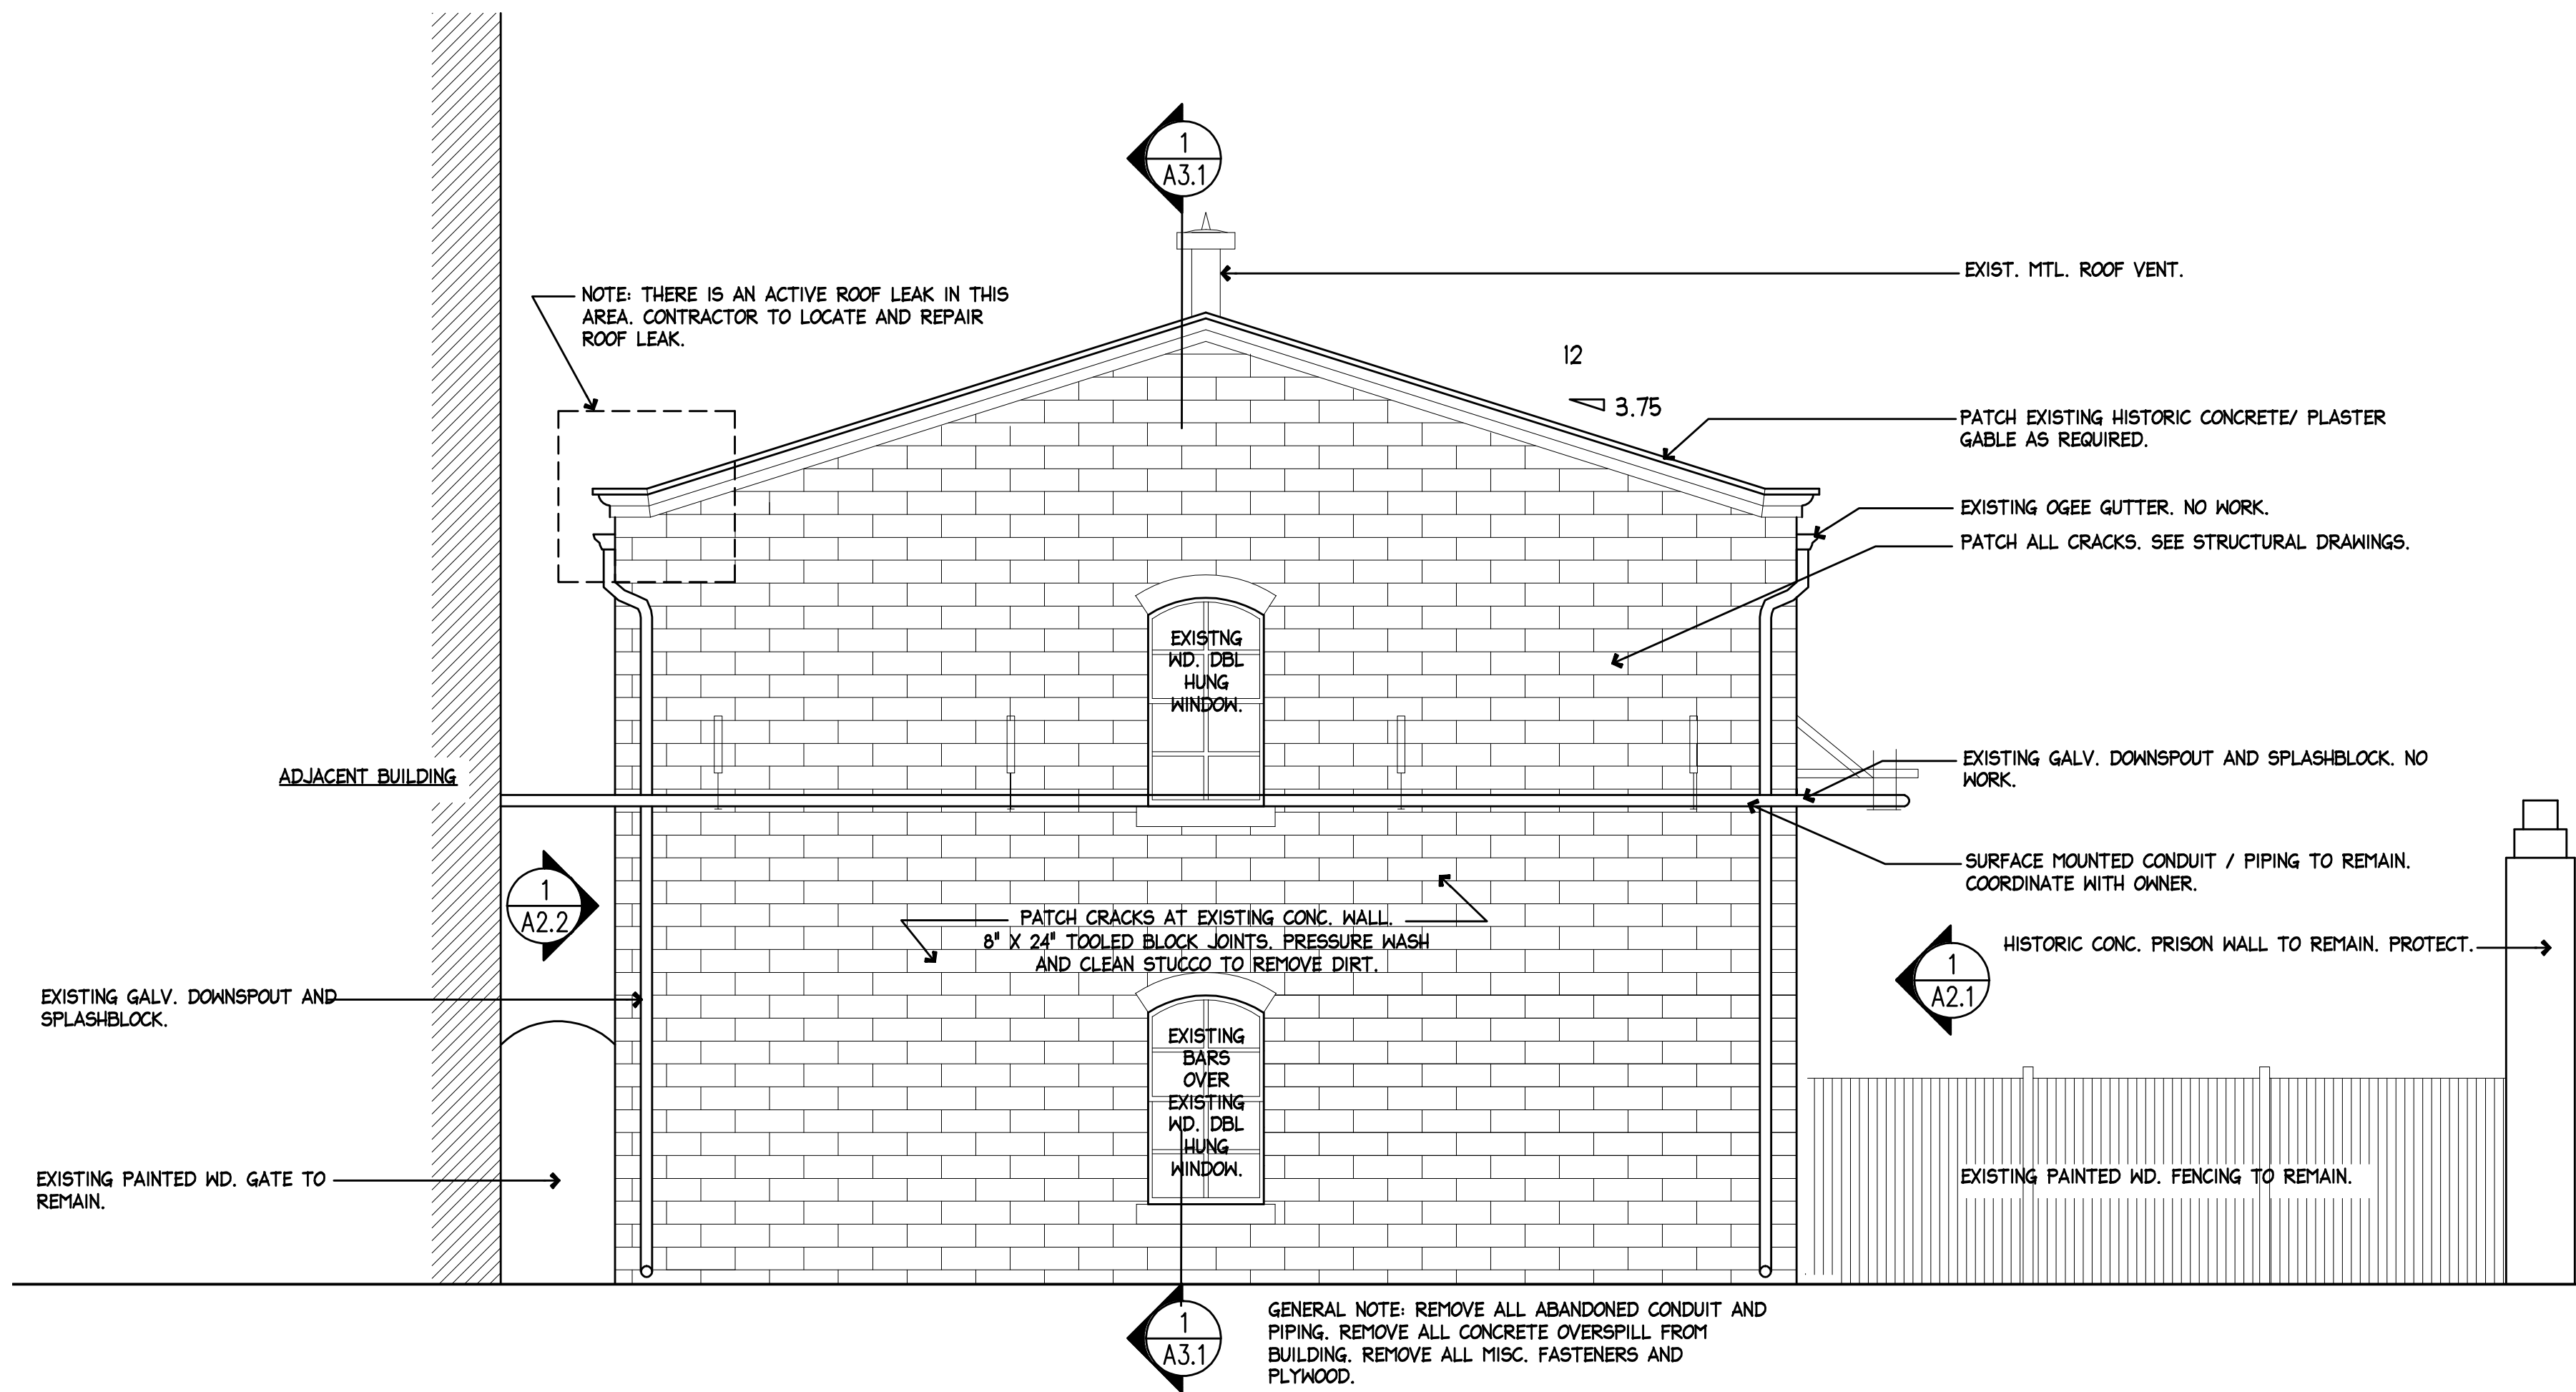 1
A3.1
EXIST. MTL. ROOF VENT.
NOTE: THERE IS AN ACTIVE ROOF LEAK IN THIS
AREA. CONTRACTOR TO LOCATE AND REPAIR
ROOF LEAK.
12
3.75
PATCH EXISTING HISTORIC CONCRETE/ PLASTER
GABLE AS REQUIRED.
EXISTING OGEE GUTTER. NO WORK.
PATCH ALL CRACKS. SEE STRUCTURAL DRAWINGS.
EXISTNG
WD. DBL
HUNG
WINDOW.
ADJACENT BUILDING
EXISTING GALV. DOWNSPOUT AND SPLASHBLOCK. NO
WORK.
SURFACE MOUNTED CONDUIT / PIPING TO REMAIN.
COORDINATE WITH OWNER.
1
A2.2
PATCH CRACKS AT EXISTING CONC. WALL.
8" X 24" TOOLED BLOCK JOINTS. PRESSURE WASH
AND CLEAN STUCCO TO REMOVE DIRT.
HISTORIC CONC. PRISON WALL TO REMAIN. PROTECT.
1
A2.1
EXISTING GALV. DOWNSPOUT AND
SPLASHBLOCK.
EXISTING
BARS
OVER
EXISTING
WD. DBL
HUNG
WINDOW.
EXISTING PAINTED WD. GATE TO
REMAIN.
EXISTING PAINTED WD. FENCING TO REMAIN.
1
A3.1
GENERAL NOTE: REMOVE ALL ABANDONED CONDUIT AND
PIPING. REMOVE ALL CONCRETE OVERSPILL FROM
BUILDING. REMOVE ALL MISC. FASTENERS AND
PLYWOOD.